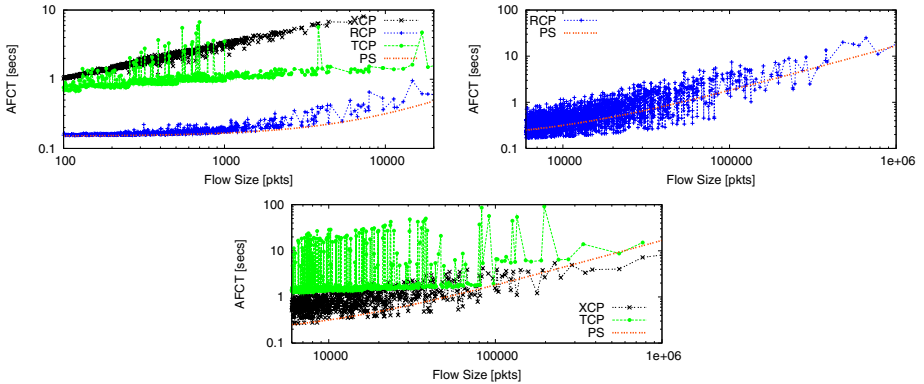 10
1
0.1
100
1000
10000
AFCT [secs]
Flow Size [pkts]
XCP
RCP
TCP
PS
100
10
1
0.1
10000
100000
1e+06
AFCT [secs]
Flow Size [pkts]
RCP
PS
100
10
1
0.1
10000
100000
1e+06
AFCT [secs]
Flow Size [pkts]
XCP
TCP
PS